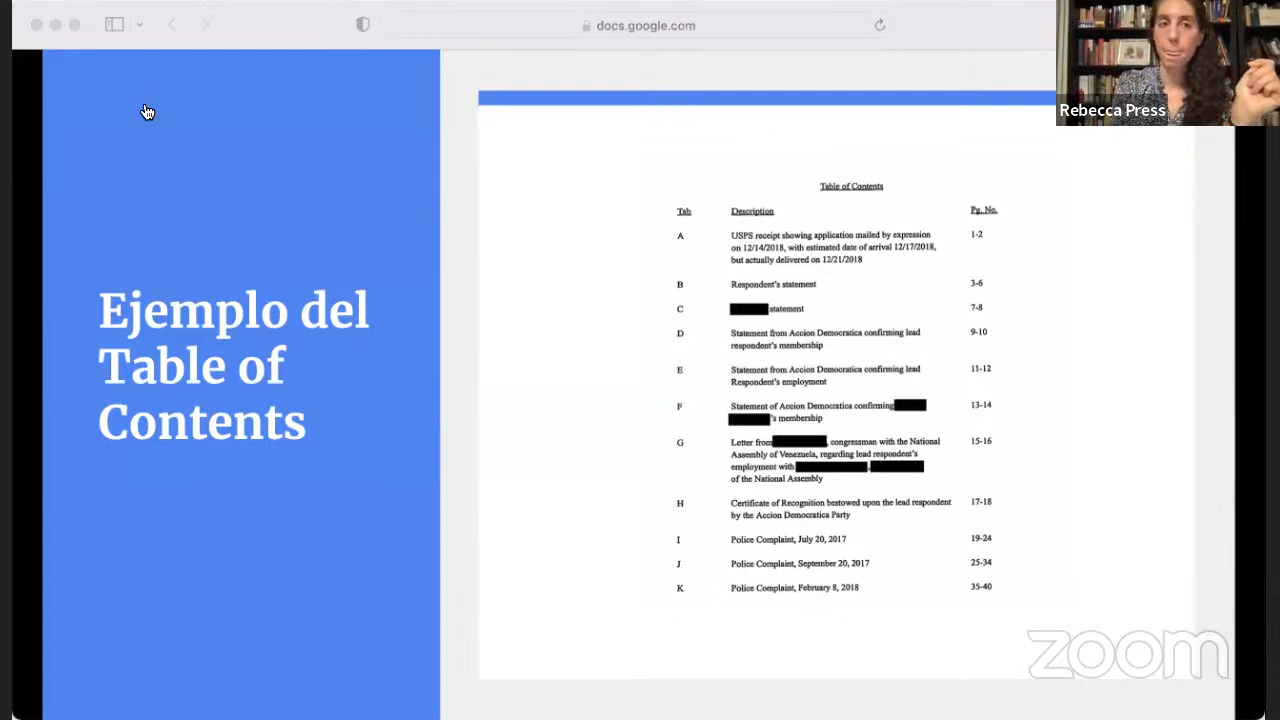 docs.google.com
Rebecca Press
Ejemplo del
Table of
Contents
Table of Contents
Tab Description Pg. No.
A USPS receipt showing application mailed by expression 1-2
on 12/14/2018, with estimated date of arrival 12/17/2018,
but actually delivered on 12/21/2018
B Respondent's statement 3-6
C statement 7-8
D Statement from Accion Democratica confirming lead 9-10
respondent's membership
E Statement from Accion Democratica confirming lead 11-12
Respondent's employment
F Statement of Accion Democratica confirming 13-14
's membership
G Letter from , congressman with the National 15-16
Assembly of Venezuela, regarding lead respondent's
employment with ,
of the National Assembly
H Certificate of Recognition bestowed upon the lead respondent 17-18
by the Accion Democratica Party
I Police Complaint, July 20, 2017 19-24
J Police Complaint, September 20, 2017 25-34
K Police Complaint, February 8, 2018 35-40
zoom